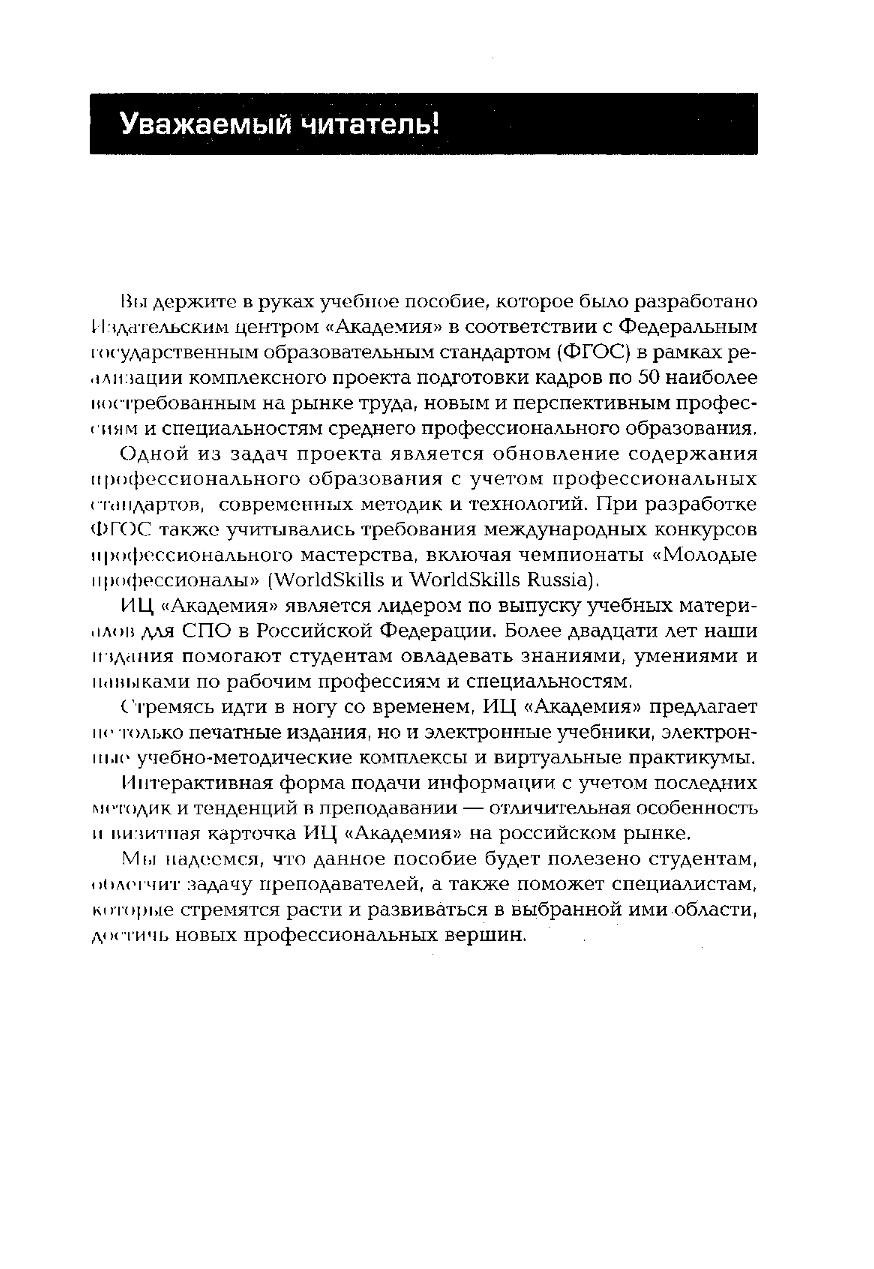 Уважаемый читатель!
Вы держите в руках учебное пособие, которое было разработано
Издательским центром «Академия» в соответствии с Федеральным
государственным образовательным стандартом (ФГОС) в рамках ре-
ализации комплексного проекта подготовки кадров по 50 наиболее
востребованным на рынке труда, новым и перспективным профес-
сиям и специальностям среднего профессионального образования.
Одной из задач проекта является обновление содержания
профессионального образования с учетом профессиональных
стандартов, современных методик и технологий. При разработке
ФГОС также учитывались требования международных конкурсов
профессионального мастерства, включая чемпионаты «Молодые
профессионалы» (WorldSkills и WorldSkills Russia).
ИЦ «Академия» является лидером по выпуску учебных матери-
алов для СПО в Российской Федерации. Более двадцати лет наши
издания помогают студентам овладевать знаниями, умениями и
навыками по рабочим профессиям и специальностям.
Стремясь идти в ногу со временем, ИЦ «Академия» предлагает
не только печатные издания, но и электронные учебники, электрон-
ные учебно-методические комплексы и виртуальные практикумы.
Интерактивная форма подачи информации с учетом последних
методик и тенденций в преподавании — отличительная особенность
и визитная карточка ИЦ «Академия» на российском рынке.
Мы надеемся, что данное пособие будет полезено студентам,
облегчит задачу преподавателей, а также поможет специалистам,
которые стремятся расти и развиваться в выбранной ими области,
достичь новых профессиональных вершин.